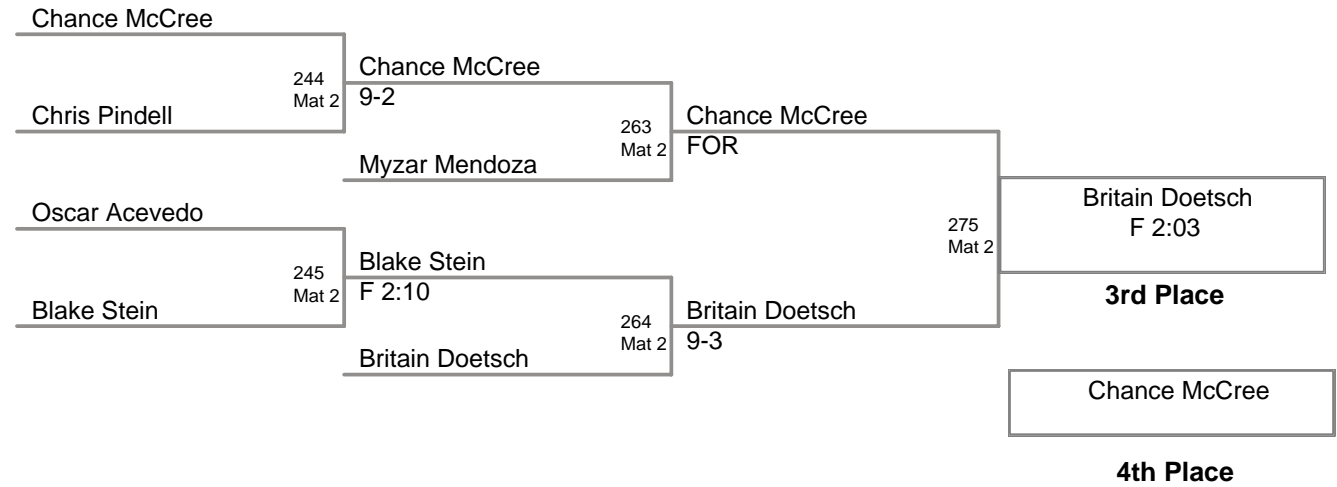 Chance McCree
244
Mat 2
Chance McCree
9-2
Chris Pindell
263
Mat 2
Chance McCree
FOR
Myzar Mendoza
Oscar Acevedo
275
Mat 2
Britain Doetsch
F 2:03
3rd Place
245
Mat 2
Blake Stein
F 2:10
Blake Stein
264
Mat 2
Britain Doetsch
9-3
Britain Doetsch
Chance McCree
4th Place